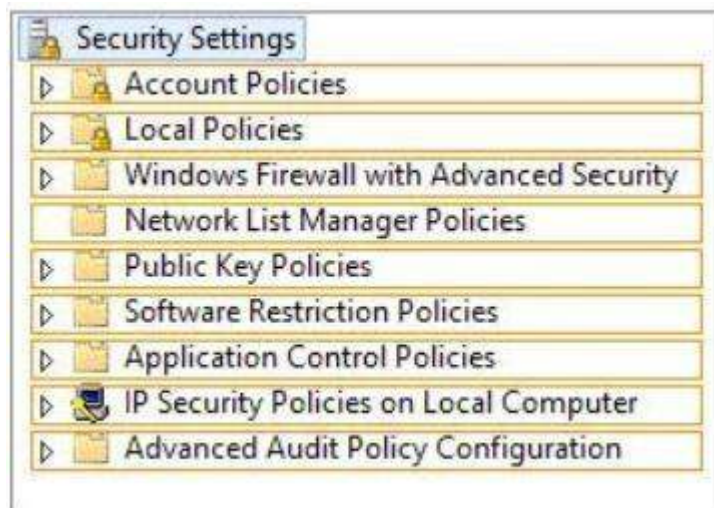 Security Settings
Account Policies
Local Policies
Windows Firewall with Advanced Security
Network List Manager Policies
Public Key Policies
Software Restriction Policies
Application Control Policies
IP Security Policies on Local Computer
Advanced Audit Policy Configuration